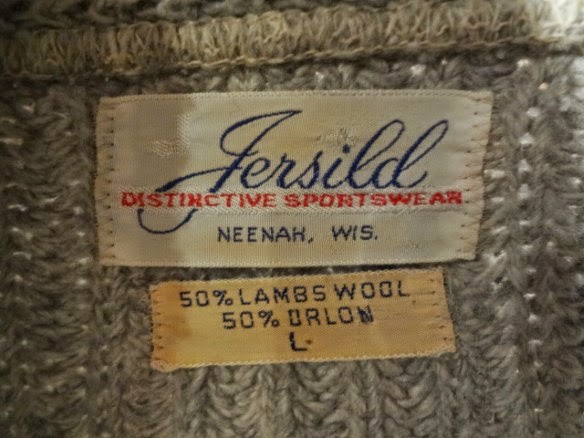 Jersild
DISTINCTIVE SPORTSWEAR
NEENAH, WIS.
50% LAMBS WOOL
50% ORLON
L